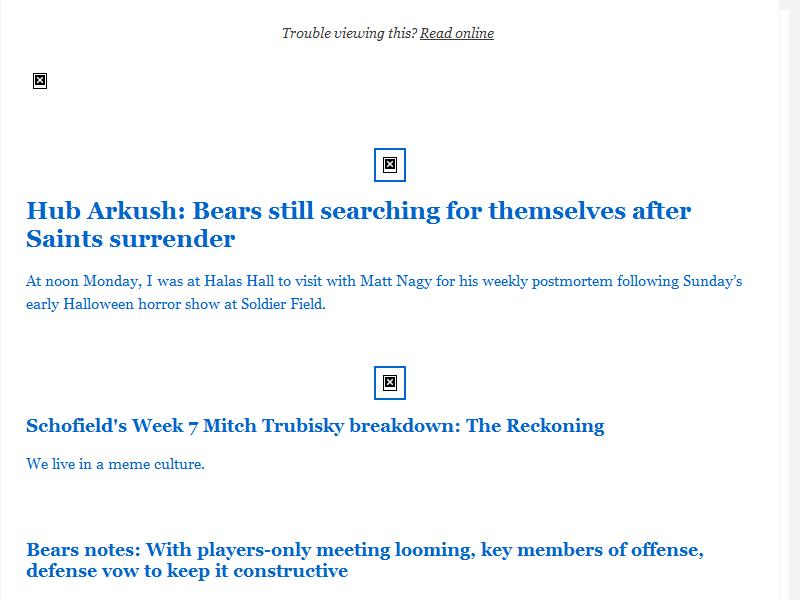 Trouble viewing this? Read online
Hub Arkush: Bears still searching for themselves after
Saints surrender
At noon Monday, I was at Halas Hall to visit with Matt Nagy for his weekly postmortem following Sunday’s
early Halloween horror show at Soldier Field.
Schofield's Week 7 Mitch Trubisky breakdown: The Reckoning
We live in a meme culture.
Bears notes: With players-only meeting looming, key members of offense,
defense vow to keep it constructive